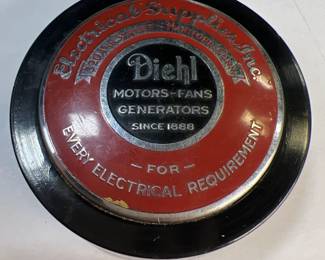 Electrical Supplies, Inc.
Diehl
MOTORS-FANS
GENERATORS
SINCE 1888
- FOR -
EVERY ELECTRICAL REQUIREMENT